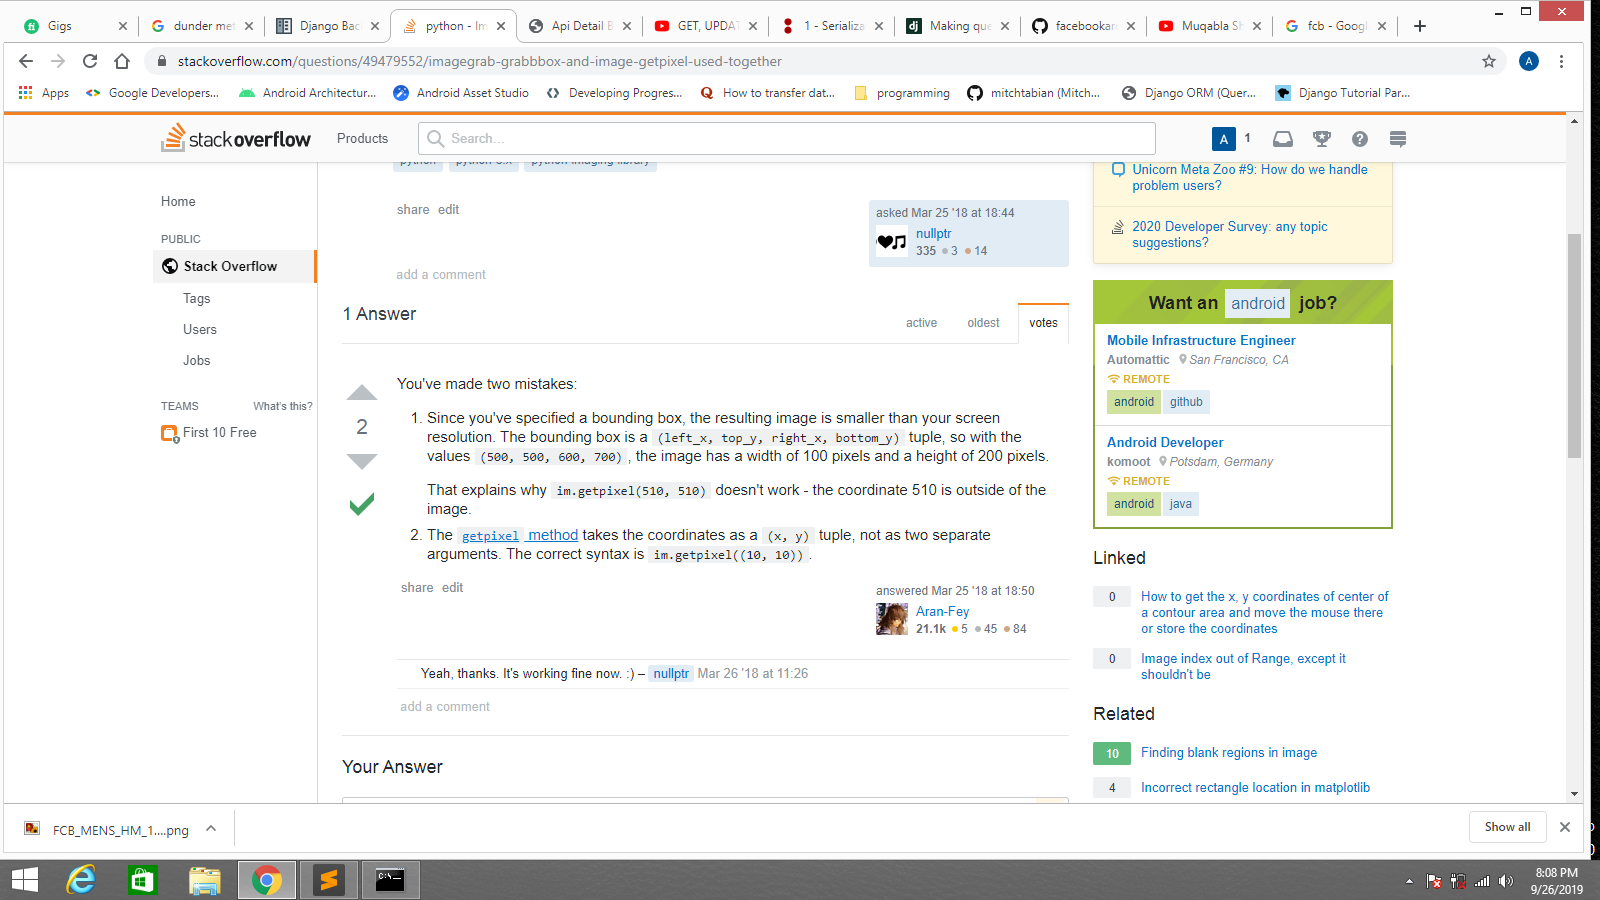 Gigs
dunder met
Django Bac
python - Im
Api Detail B
GET, UPDAT
1 - Serializa
Making que
facebookarc
Muqabla Sh
fcb - Googl
stackoverflow.com/questions/49479552/imagegrab-grabbbox-and-image-getpixel-used-together
A
Apps
Google Developers...
Android Architectur...
Android Asset Studio
Developing Progres...
How to transfer dat...
programming
mitchtabian (Mitch...
Django ORM (Quer...
Django Tutorial Par...
stackoverflow
Products
Search...
A 1
python python-3.x python-imaging-library
Home
PUBLIC
Stack Overflow
Tags
Users
Jobs
TEAMS What's this?
First 10 Free
share edit
asked Mar 25 '18 at 18:44
nullptr
335 3 14
add a comment
1 Answer
active oldest votes
2
You've made two mistakes:
1. Since you've specified a bounding box, the resulting image is smaller than your screen
resolution. The bounding box is a (left_x, top_y, right_x, bottom_y) tuple, so with the
values (500, 500, 600, 700), the image has a width of 100 pixels and a height of 200 pixels.
That explains why im.getpixel(510, 510) doesn't work - the coordinate 510 is outside of the
image.
2. The getpixel method takes the coordinates as a (x, y) tuple, not as two separate
arguments. The correct syntax is im.getpixel((10, 10)).
share edit
answered Mar 25 '18 at 18:50
Aran-Fey
21.1k 5 45 84
Yeah, thanks. It's working fine now. :) – nullptr Mar 26 '18 at 11:26
add a comment
Your Answer
Unicorn Meta Zoo #9: How do we handle
problem users?
2020 Developer Survey: any topic
suggestions?
Want an android job?
Mobile Infrastructure Engineer
Automattic San Francisco, CA
REMOTE
android github
Android Developer
komoot Potsdam, Germany
REMOTE
android java
Linked
0 How to get the x, y coordinates of center of
a contour area and move the mouse there
or store the coordinates
0 Image index out of Range, except it
shouldn't be
Related
10 Finding blank regions in image
4 Incorrect rectangle location in matplotlib
FCB_MENS_HM_1....png
Show all
8:08 PM
9/26/2019